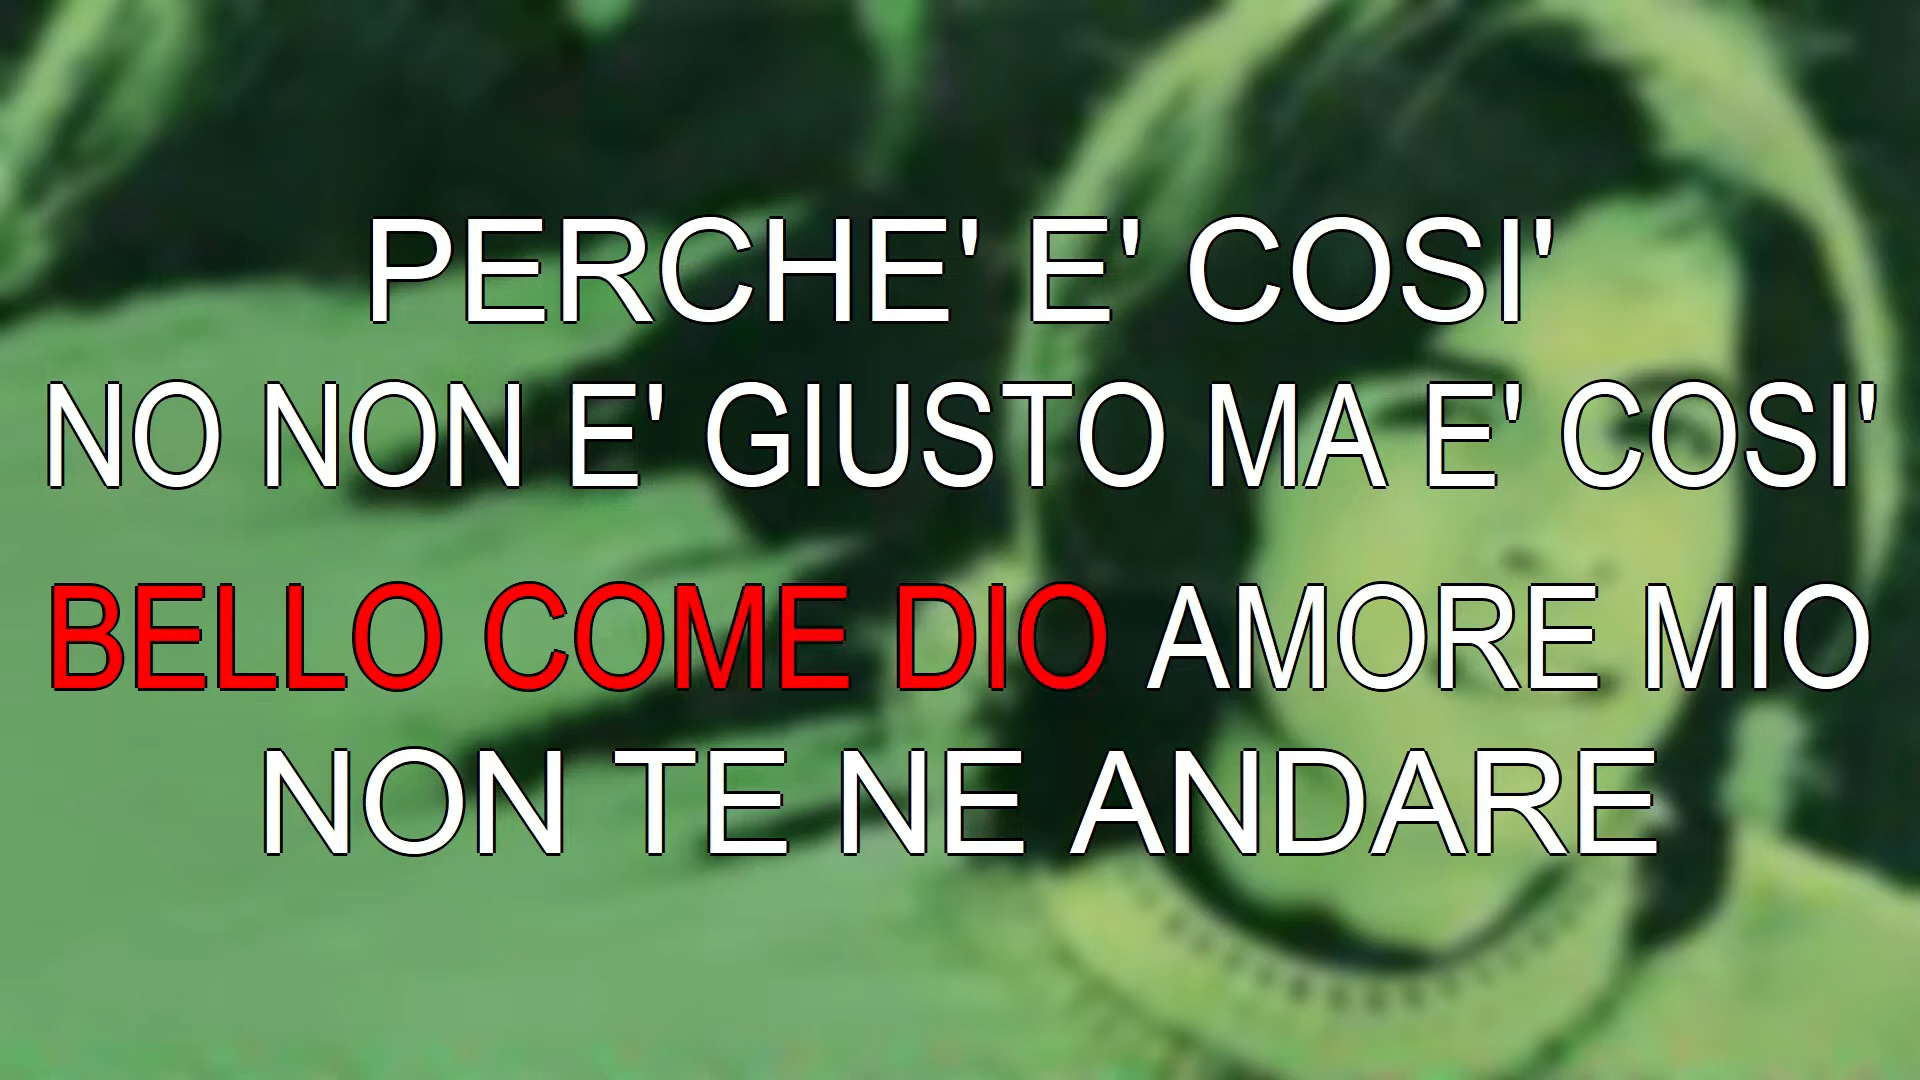 PERCHE' E' COSI'
NO NON E' GIUSTO MA E' COSI'
BELLO COME DIO AMORE MIO
NON TE NE ANDARE